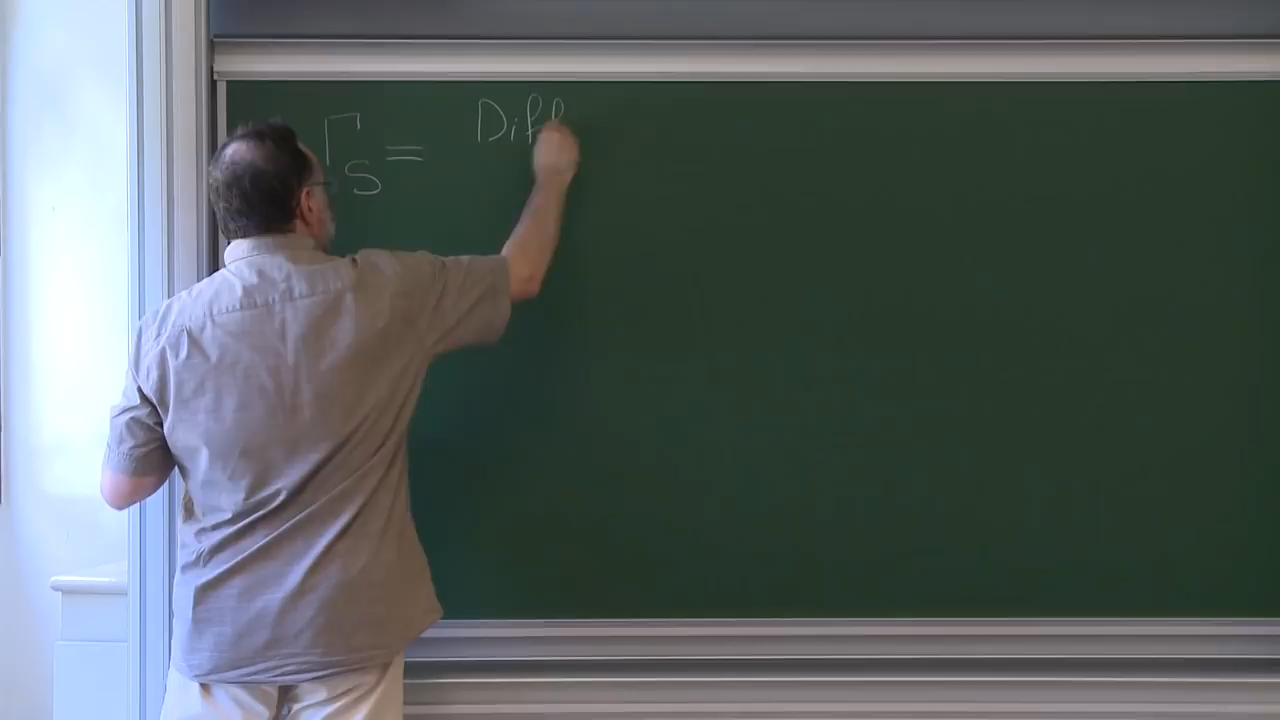 Γ_S = Diff